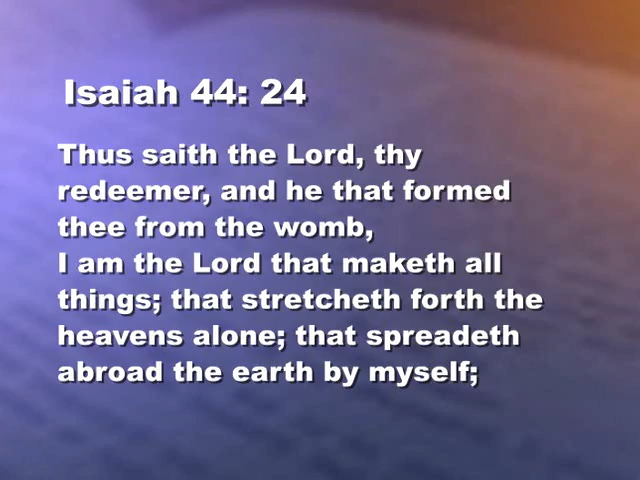 Isaiah 44: 24
Thus saith the Lord, thy
redeemer, and he that formed
thee from the womb,
I am the Lord that maketh all
things; that stretcheth forth the
heavens alone; that spreadeth
abroad the earth by myself;